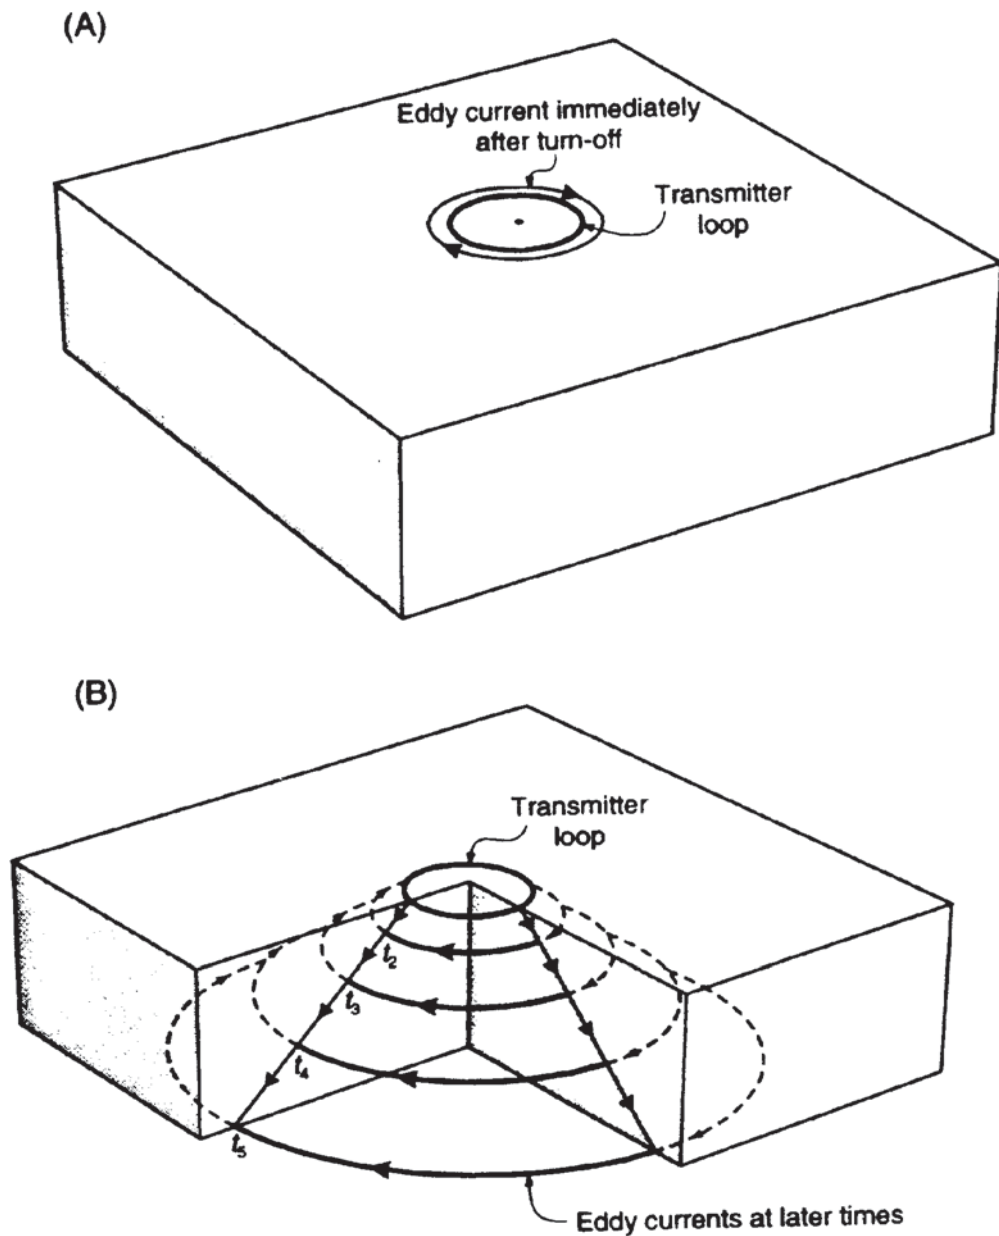 (A)
Eddy current immediately
after turn-off
Transmitter
loop
(B)
Transmitter
loop
t₂
t₃
t₄
t₅
Eddy currents at later times